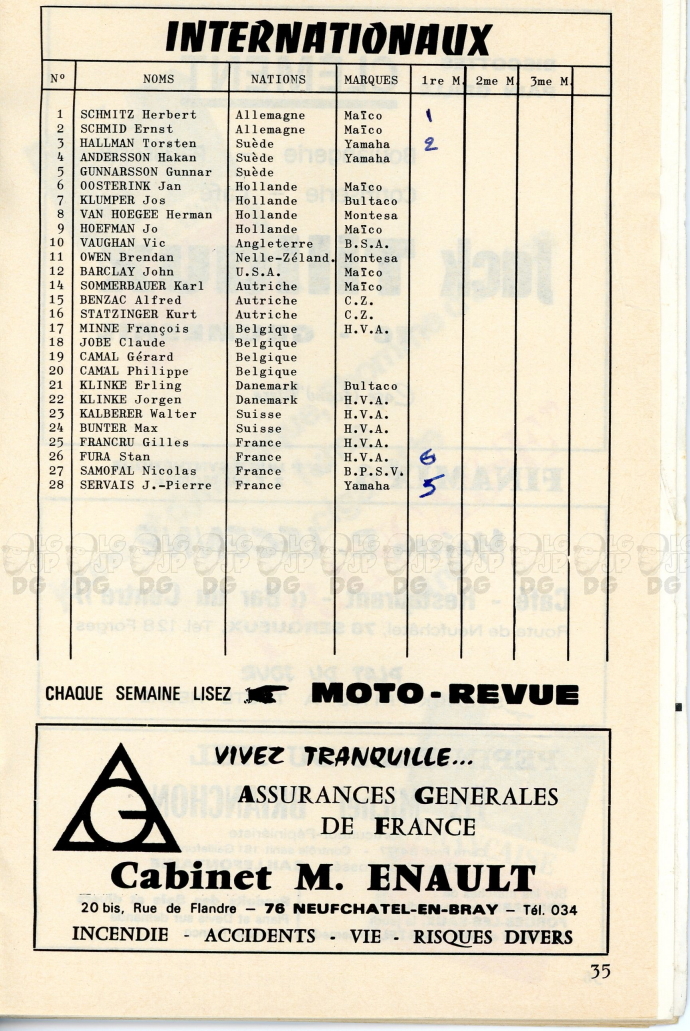 INTERNATIONAUX
N° NOMS NATIONS MARQUES 1re M. 2me M. 3me M.
1 SCHMITZ Herbert Allemagne Maïco 1
2 SCHMID Ernst Allemagne Maïco
3 HALLMAN Torsten Suède Yamaha 2
4 ANDERSSON Hakan Suède Yamaha
5 GUNNARSSON Gunnar Suède
6 OOSTERINK Jan Hollande Maïco
7 KLUMPER Jos Hollande Bultaco
8 VAN HOEGEE Herman Hollande Montesa
9 HOEFMAN Jo Hollande Maïco
10 VAUGHAN Vic Angleterre B.S.A.
11 OWEN Brendan Nelle-Zéland. Montesa
12 BARCLAY John U.S.A. Maïco
14 SOMMERBAUER Karl Autriche Maïco
15 BENZAC Alfred Autriche C.Z.
16 STATZINGER Kurt Autriche C.Z.
17 MINNE François Belgique H.V.A.
18 JOBE Claude Belgique
19 CAMAL Gérard Belgique
20 CAMAL Philippe Belgique
21 KLINKE Erling Danemark Bultaco
22 KLINKE Jorgen Danemark H.V.A.
23 KALBERER Walter Suisse H.V.A.
24 BUNTER Max Suisse H.V.A.
25 FRANCRU Gilles France H.V.A.
26 FURA Stan France H.V.A. 6
27 SAMOFAL Nicolas France B.P.S.V.
28 SERVAIS J.-Pierre France Yamaha 5
CHAQUE SEMAINE LISEZ MOTO-REVUE
VIVEZ TRANQUILLE...
ASSURANCES GENERALES
DE FRANCE
Cabinet M. ENAULT
20 bis, Rue de Flandre – 76 NEUFCHATEL-EN-BRAY – Tél. 034
INCENDIE - ACCIDENTS - VIE - RISQUES DIVERS
35